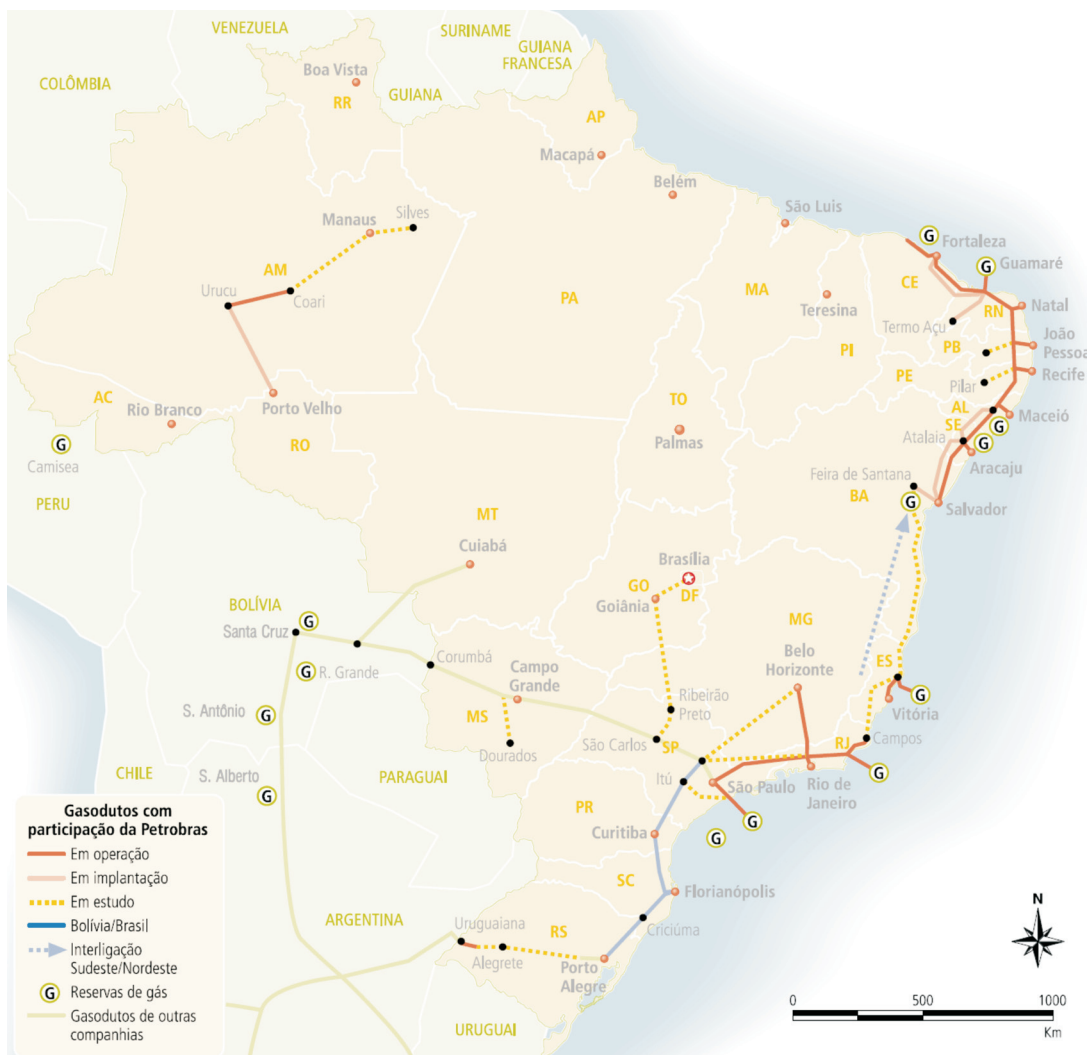 VENEZUELA
SURINAME
GUIANA
FRANCESA
COLÔMBIA
Boa Vista
RR
GUIANA
AP
Macapá
Belém
São Luis
Manaus
Silves
Fortaleza
G
Guamaré
G
AM
Urucu
Coari
PA
MA
Teresina
CE
Termo Açu
RN
Natal
PI
PB
João
Pessoa
PE
Pilar
Recife
AC
Rio Branco
Porto Velho
RO
TO
Palmas
AL
SE
Maceió
G
Atalaia
G
Aracaju
G
Camisea
PERU
Feira de Santana
BA
G
Salvador
MT
Cuiabá
Brasília
GO
DF
Goiânia
BOLÍVIA
Santa Cruz
G
G
R. Grande
Corumbá
MG
Belo
Horizonte
ES
Campo
Grande
MS
Ribeirão
Preto
G
Vitória
S. Antônio
G
Dourados
São Carlos
SP
RJ
Campos
CHILE
S. Alberto
G
PARAGUAI
Itú
São Paulo
Rio de
Janeiro
G
PR
Curitiba
G
G
SC
Florianópolis
ARGENTINA
Uruguaiana
RS
Criciúma
Alegrete
Porto
Alegre
URUGUAI
Gasodutos com
participação da Petrobras
Em operação
Em implantação
Em estudo
Bolívia/Brasil
Interligação
Sudeste/Nordeste
G Reservas de gás
Gasodutos de outras
companhias
N
0 500 1000
Km